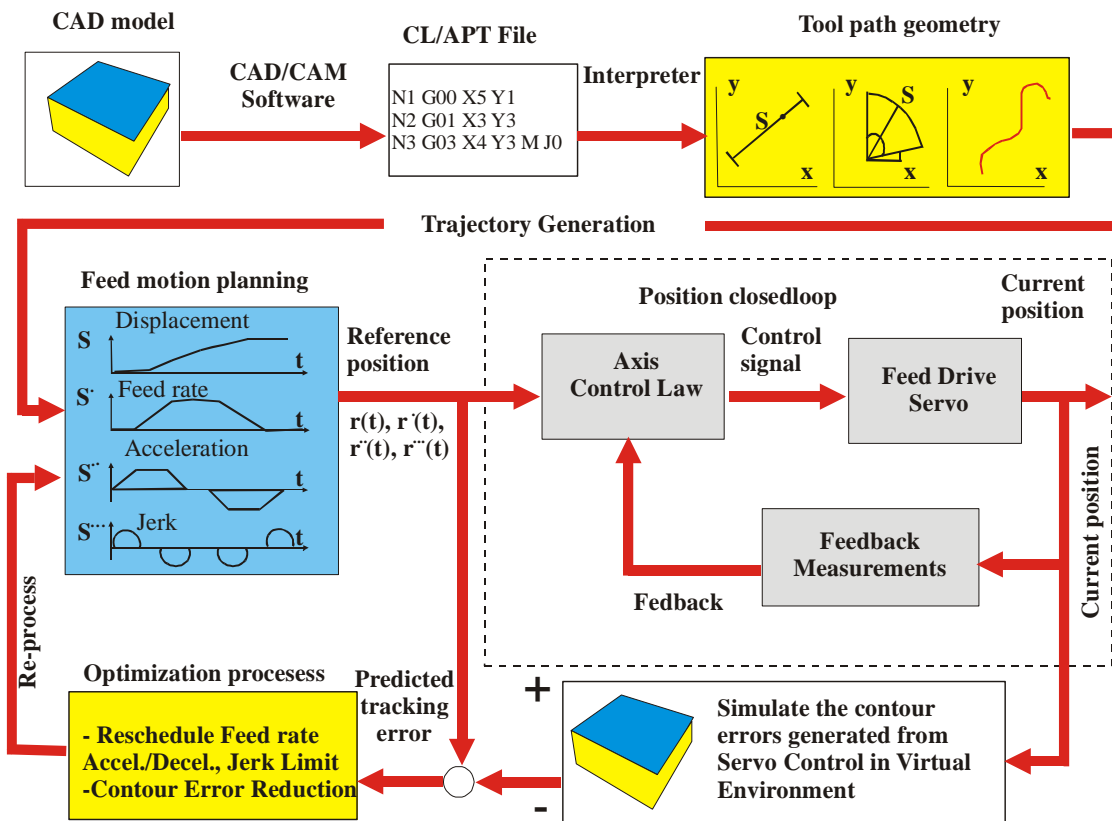 CAD model
CAD/CAM
Software
CL/APT File
N1 G00 X5 Y1
N2 G01 X3 Y3
N3 G03 X4 Y3 M J0
Interpreter
Tool path geometry
y
S
x
y
S
x
y
x
Trajectory Generation
Feed motion planning
Displacement
S
t
Feed rate
S·
t
Acceleration
S··
t
Jerk
S···
t
Reference
position
r(t), r˙(t),
r¨(t), r⃛(t)
Position closedloop
Axis
Control Law
Control
signal
Feed Drive
Servo
Current
position
Feedback
Measurements
Fedback
Current position
Re-process
Optimization procesess
- Reschedule Feed rate
Accel./Decel., Jerk Limit
-Contour Error Reduction
Predicted
tracking
error
+
-
Simulate the contour
errors generated from
Servo Control in Virtual
Environment